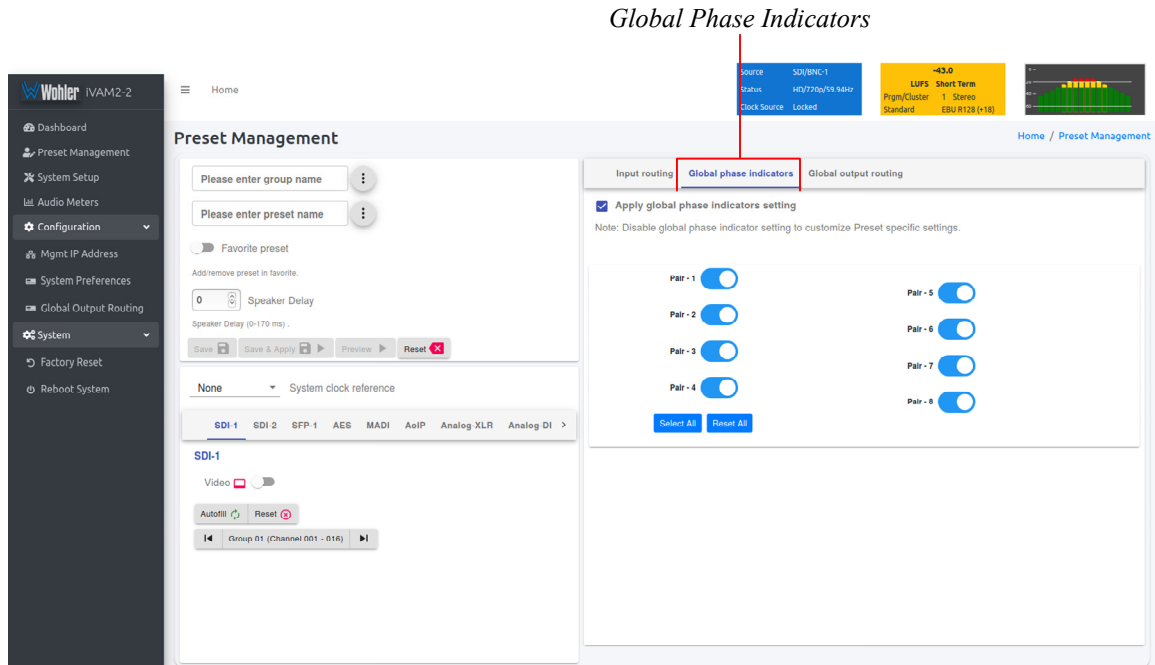 Global Phase Indicators
Wohler iVAM2-2
Home
Source SDI/BNC-1
Status HD/720p/59.94Hz
Clock Source Locked
-43.0
LUFS Short Term
Prgm/Cluster 1 Stereo
Standard EBU R128 (+18)
Dashboard
Preset Management
System Setup
Audio Meters
Configuration
Mgmt IP Address
System Preferences
Global Output Routing
System
Factory Reset
Reboot System
Preset Management
Home / Preset Management
Please enter group name
Please enter preset name
Favorite preset
Add/remove preset in favorite.
0 Speaker Delay
Speaker Delay (0-170 ms) .
Save Save & Apply Preview Reset
None System clock reference
SDI-1 SDI-2 SFP-1 AES MADI AoIP Analog-XLR Analog-DI
SDI-1
Video
Autofill Reset
Group 01 (Channel 001 - 016)
Input routing Global phase indicators Global output routing
Apply global phase indicators setting
Note: Disable global phase indicator setting to customize Preset specific settings.
Pair - 1
Pair - 2
Pair - 3
Pair - 4
Pair - 5
Pair - 6
Pair - 7
Pair - 8
Select All Reset All